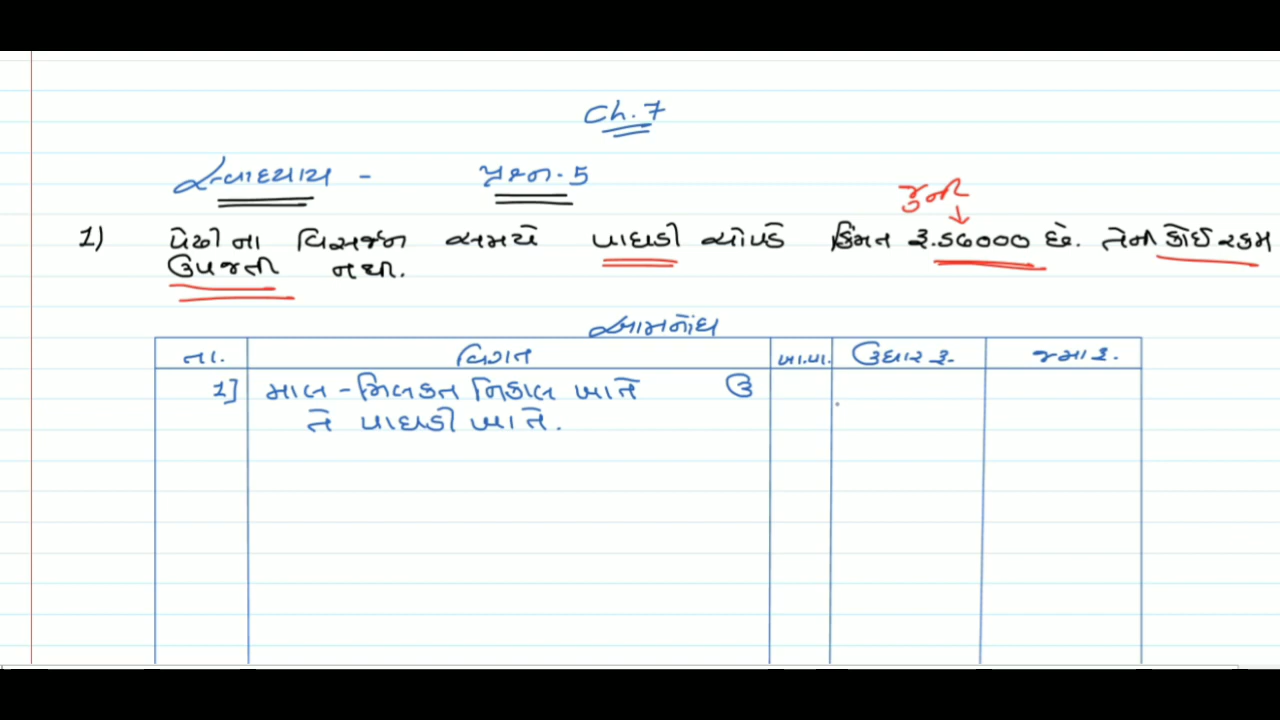 Ch. 7
સ્વાધ્યાય - પ્રશ્ન. 5
જુની
1) પેઢીના વિસર્જન સમયે પાઘડી ચોપડે કિંમત રૂ. 56000 છે. તેની કોઈ રકમ
ઉપજતી નથી.
આમનોંધ
તા. વિગત ખા.પા. ઉધાર રૂ. જમા રૂ.
1] માલ - મિલકત નિકાલ ખાતે ઉ
તે પાઘડી ખાતે.